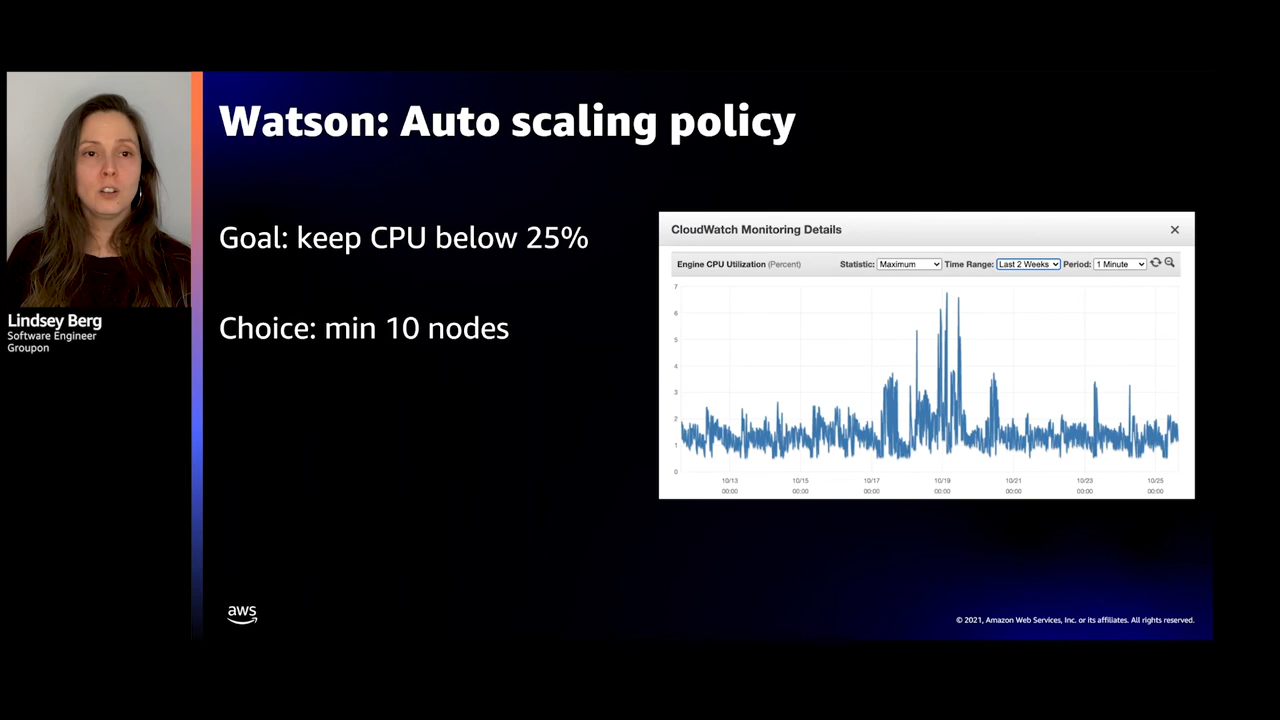 Watson: Auto scaling policy
Goal: keep CPU below 25%
Choice: min 10 nodes
Lindsey Berg
Software Engineer
Groupon
CloudWatch Monitoring Details ×
Engine CPU Utilization (Percent) Statistic: Maximum Time Range: Last 2 Weeks Period: 1 Minute
7
6
5
4
3
2
1
0
10/13 10/15 10/17 10/19 10/21 10/23 10/25
00:00 00:00 00:00 00:00 00:00 00:00 00:00
aws
© 2021, Amazon Web Services, Inc. or its affiliates. All rights reserved.